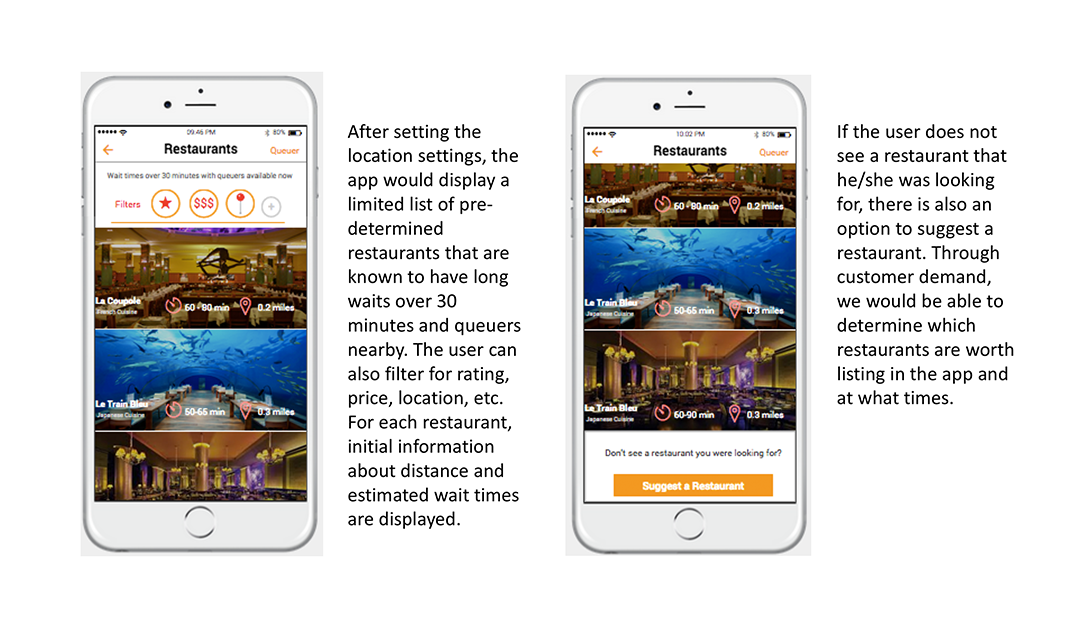 09:46 PM
80%
Restaurants
Queuer
Wait times over 30 minutes with queuers available now
Filters
$$$
La Coupole
French Cuisine
60 - 80 min
0.2 miles
La Train Bleu
Japanese Cuisine
50-65 min
0.3 miles
After setting the
location settings, the
app would display a
limited list of pre-
determined
restaurants that are
known to have long
waits over 30
minutes and queuers
nearby. The user can
also filter for rating,
price, location, etc.
For each restaurant,
initial information
about distance and
estimated wait times
are displayed.
10:02 PM
80%
Restaurants
Queuer
La Coupole
French Cuisine
60 - 80 min
0.2 miles
La Train Bleu
Japanese Cuisine
50-65 min
0.3 miles
La Train Bleu
Japanese Cuisine
60-90 min
0.3 miles
Don't see a restaurant you were looking for?
Suggest a Restaurant
If the user does not
see a restaurant that
he/she was looking
for, there is also an
option to suggest a
restaurant. Through
customer demand,
we would be able to
determine which
restaurants are worth
listing in the app and
at what times.